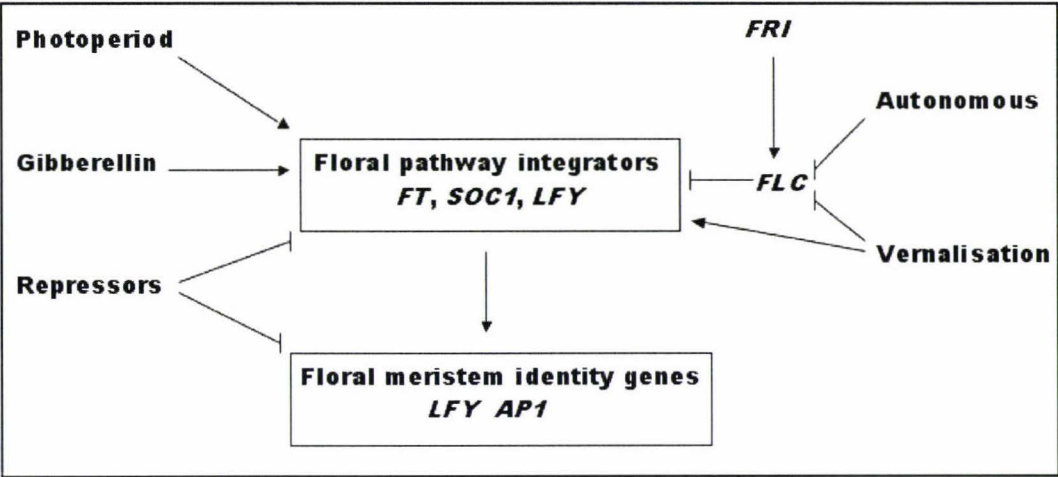 Photoperiod
FRI
Autonomous
Gibberellin
Floral pathway integrators
FT, SOC1, LFY
FLC
Vernalisation
Repressors
Floral meristem identity genes
LFY AP1